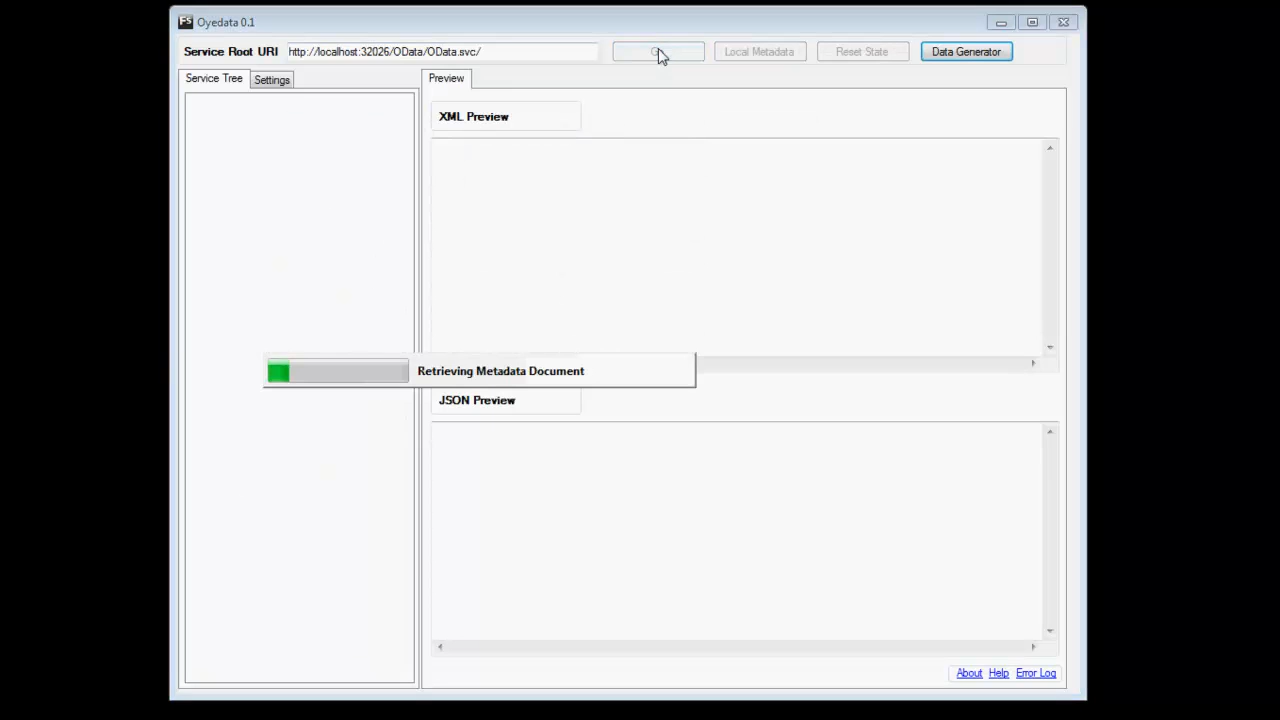 Fs Oyedata 0.1
Service Root URI http://localhost:32026/OData/OData.svc/ Local Metadata Reset State Data Generator
Service Tree Settings Preview
XML Preview
Retrieving Metadata Document
JSON Preview
About Help Error Log